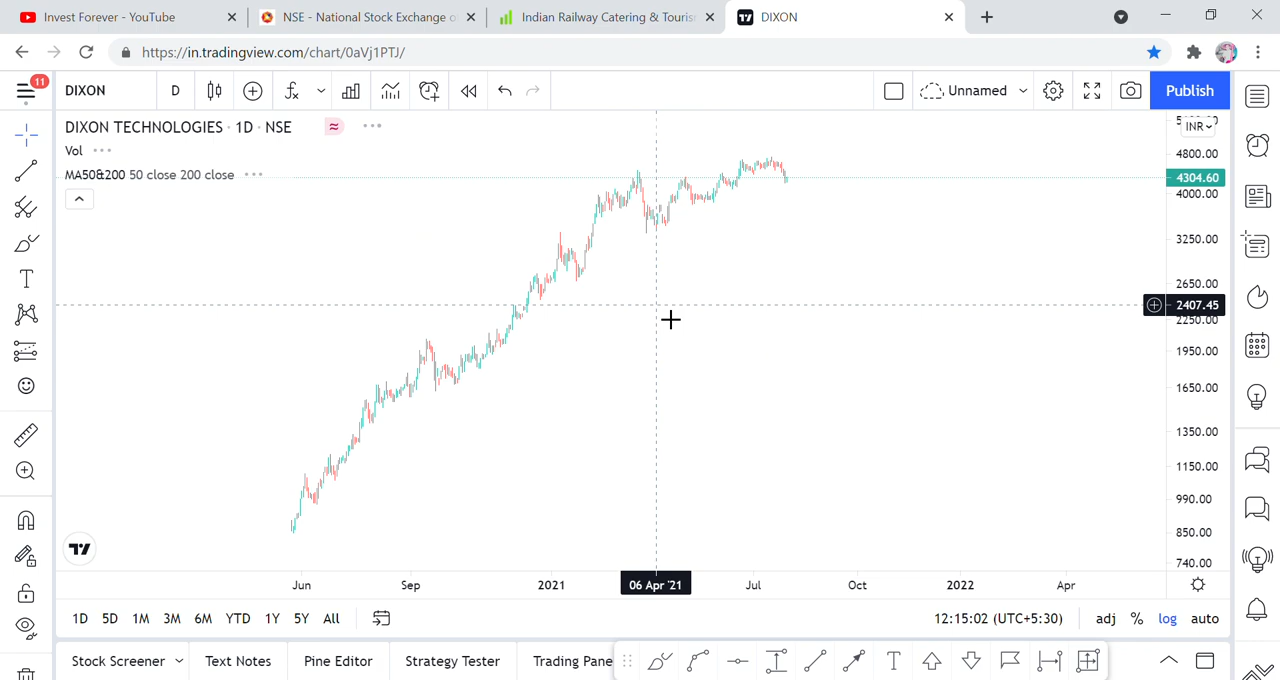 Invest Forever - YouTube
NSE - National Stock Exchange o
Indian Railway Catering & Touris
DIXON
https://in.tradingview.com/chart/0aVj1PTJ/
11
DIXON
D
Unnamed
Publish
DIXON TECHNOLOGIES · 1D · NSE
INR
Vol
MA50&200 50 close 200 close
4800.00
4304.60
4000.00
3250.00
2650.00
2407.45
2250.00
1950.00
1650.00
1350.00
1150.00
990.00
850.00
740.00
Jun
Sep
2021
06 Apr '21
Jul
Oct
2022
Apr
1D
5D
1M
3M
6M
YTD
1Y
5Y
All
12:15:02 (UTC+5:30)
adj
%
log
auto
Stock Screener
Text Notes
Pine Editor
Strategy Tester
Trading Pane